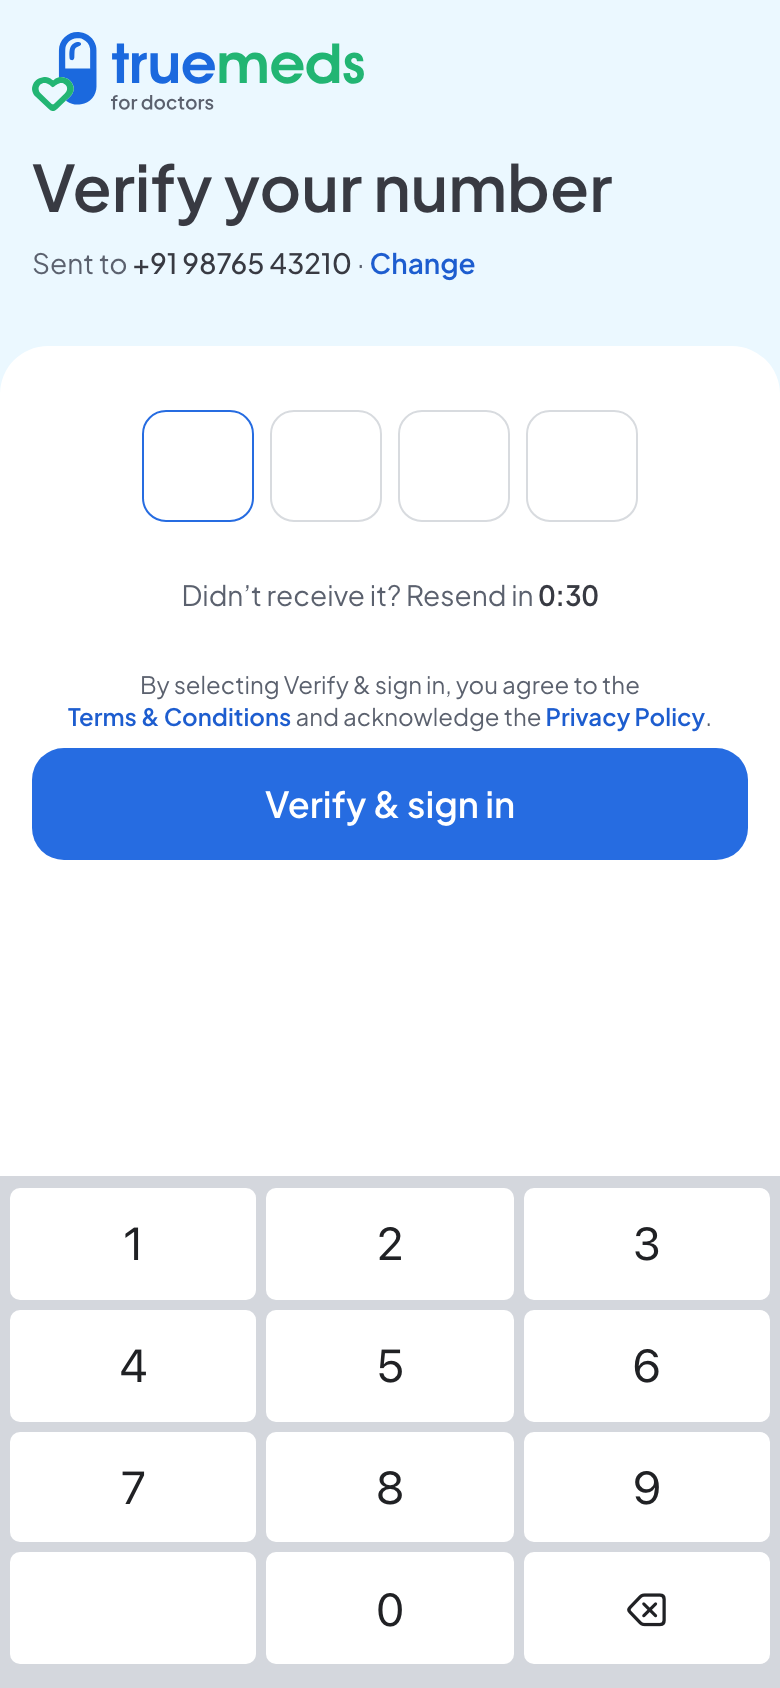 truemeds
for doctors
Verify your number
Sent to +91 98765 43210 · Change
Didn’t receive it? Resend in 0:30
By selecting Verify & sign in, you agree to the
Terms & Conditions and acknowledge the Privacy Policy.
Verify & sign in
1 2 3
4 5 6
7 8 9
0